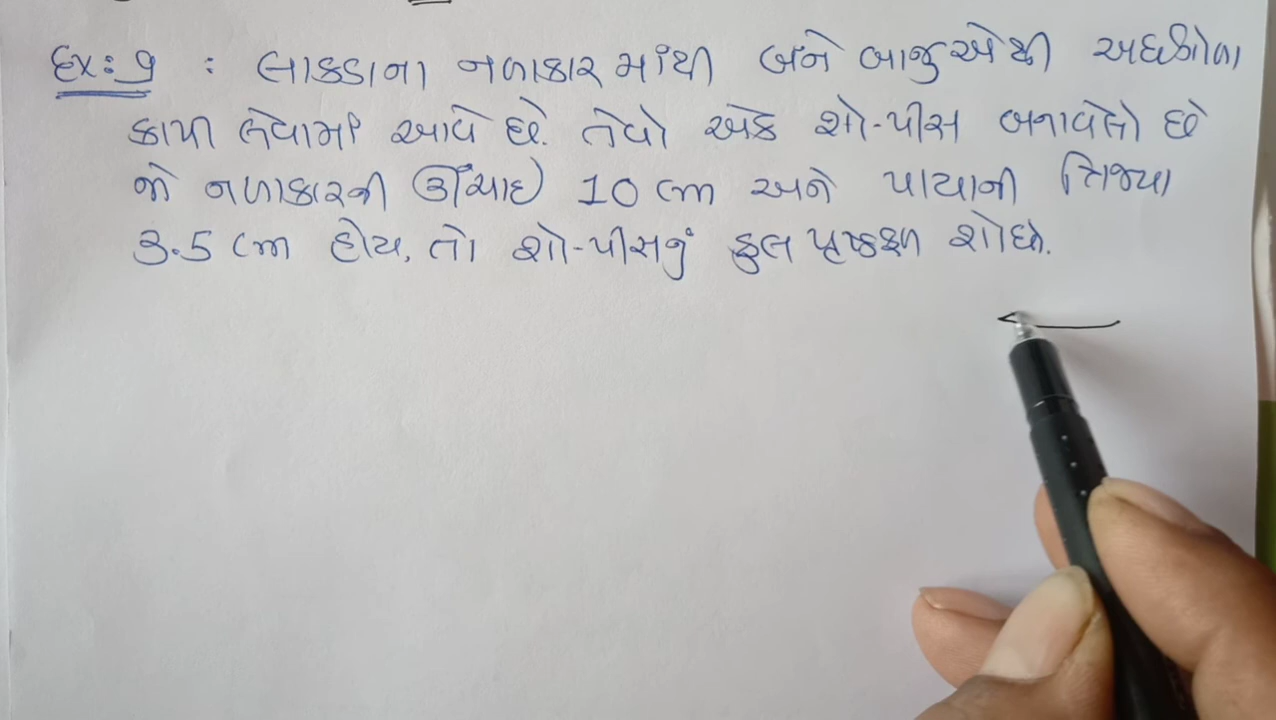 Ex: 9 : લાકડાના નળાકારમાંથી બંને બાજુએથી અર્ધગોળા
કાપી લેવામાં આવે છે. તેવો એક શો-પીસ બનાવેલો છે
જો નળાકારની ઊંચાઈ 10 cm અને પાયાની ત્રિજ્યા
3.5 cm હોય, તો શો-પીસનું કુલ પૃષ્ઠફળ શોધો.